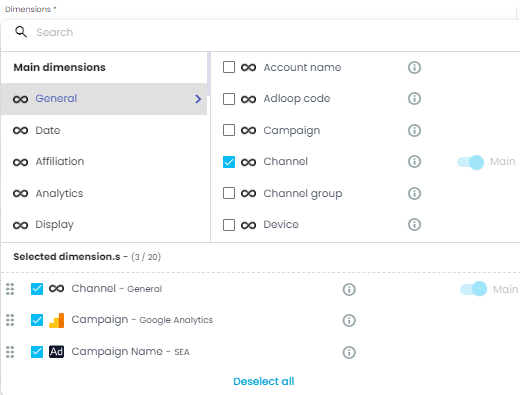 Dimensions *
Search
Main dimensions
General
Date
Affiliation
Analytics
Display
Account name
Adloop code
Campaign
Channel
Main
Channel group
Device
Selected dimension.s - (3 / 20)
Channel - General
Main
Campaign - Google Analytics
Ad
Campaign Name - SEA
Deselect all